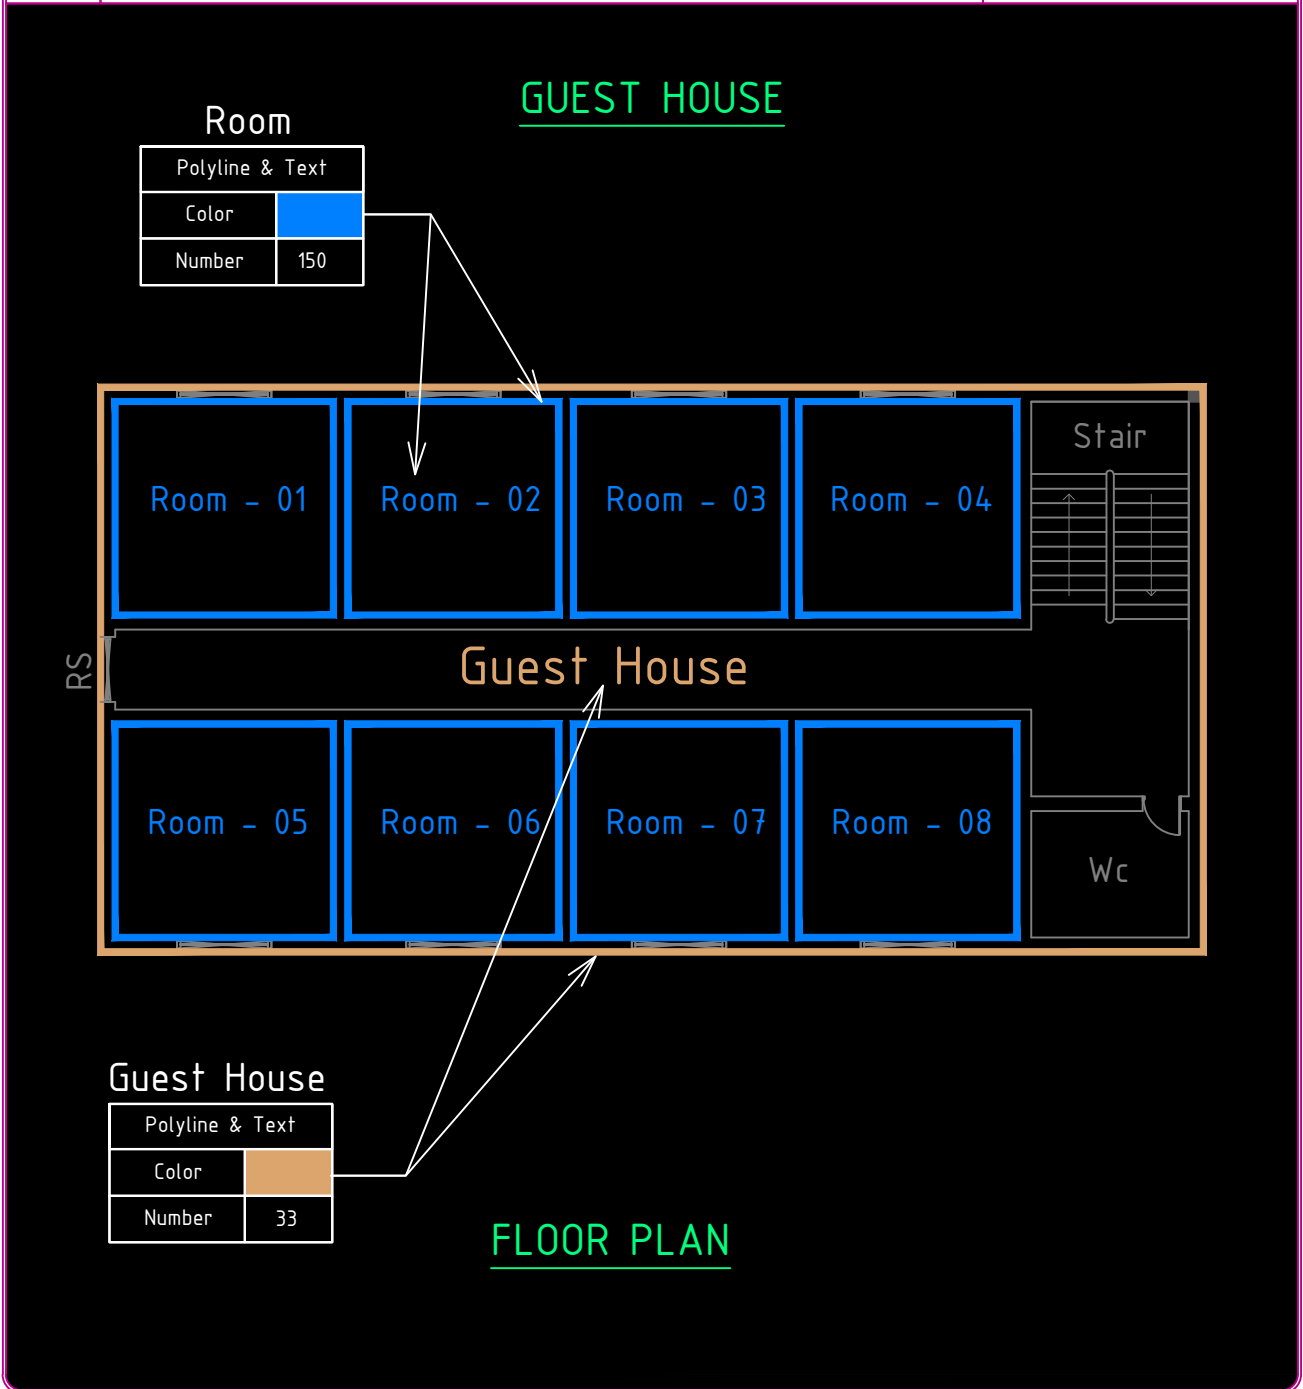 GUEST HOUSE
Room
Polyline & Text
Color
Number 150
Room - 01 Room - 02 Room - 03 Room - 04
Stair
RS
Guest House
Room - 05 Room - 06 Room - 07 Room - 08
Wc
Guest House
Polyline & Text
Color
Number 33
FLOOR PLAN